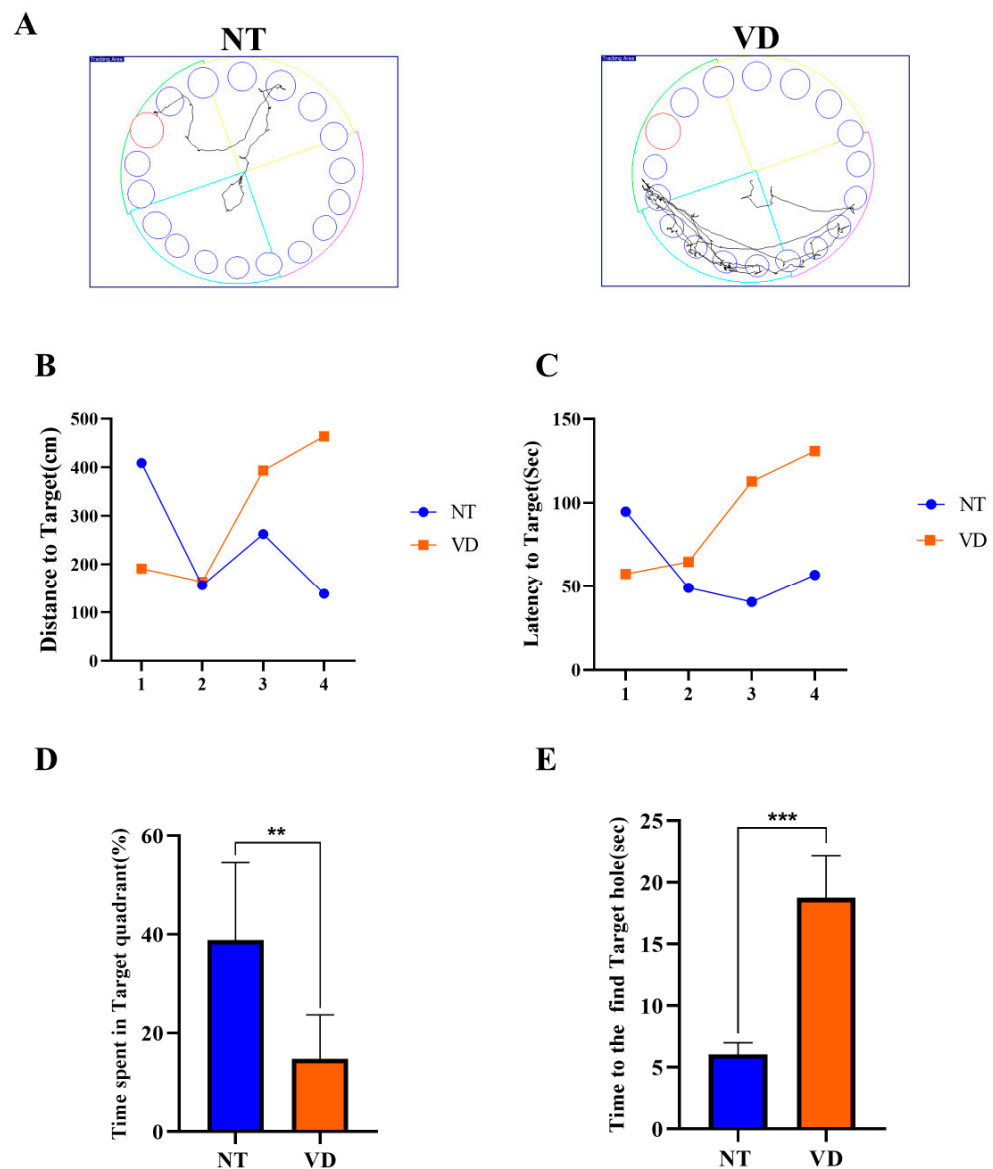 A
NT
VD
Tracking Area
Tracking Area
B
Distance to Target(cm)
500
400
300
200
100
0
1 2 3 4
NT
VD
C
Latency to Target(Sec)
150
100
50
0
1 2 3 4
NT
VD
D
Time spent in Target quadrant(%)
60
40
20
0
**
NT VD
E
Time to the find Target hole(sec)
25
20
15
10
5
0
***
NT VD